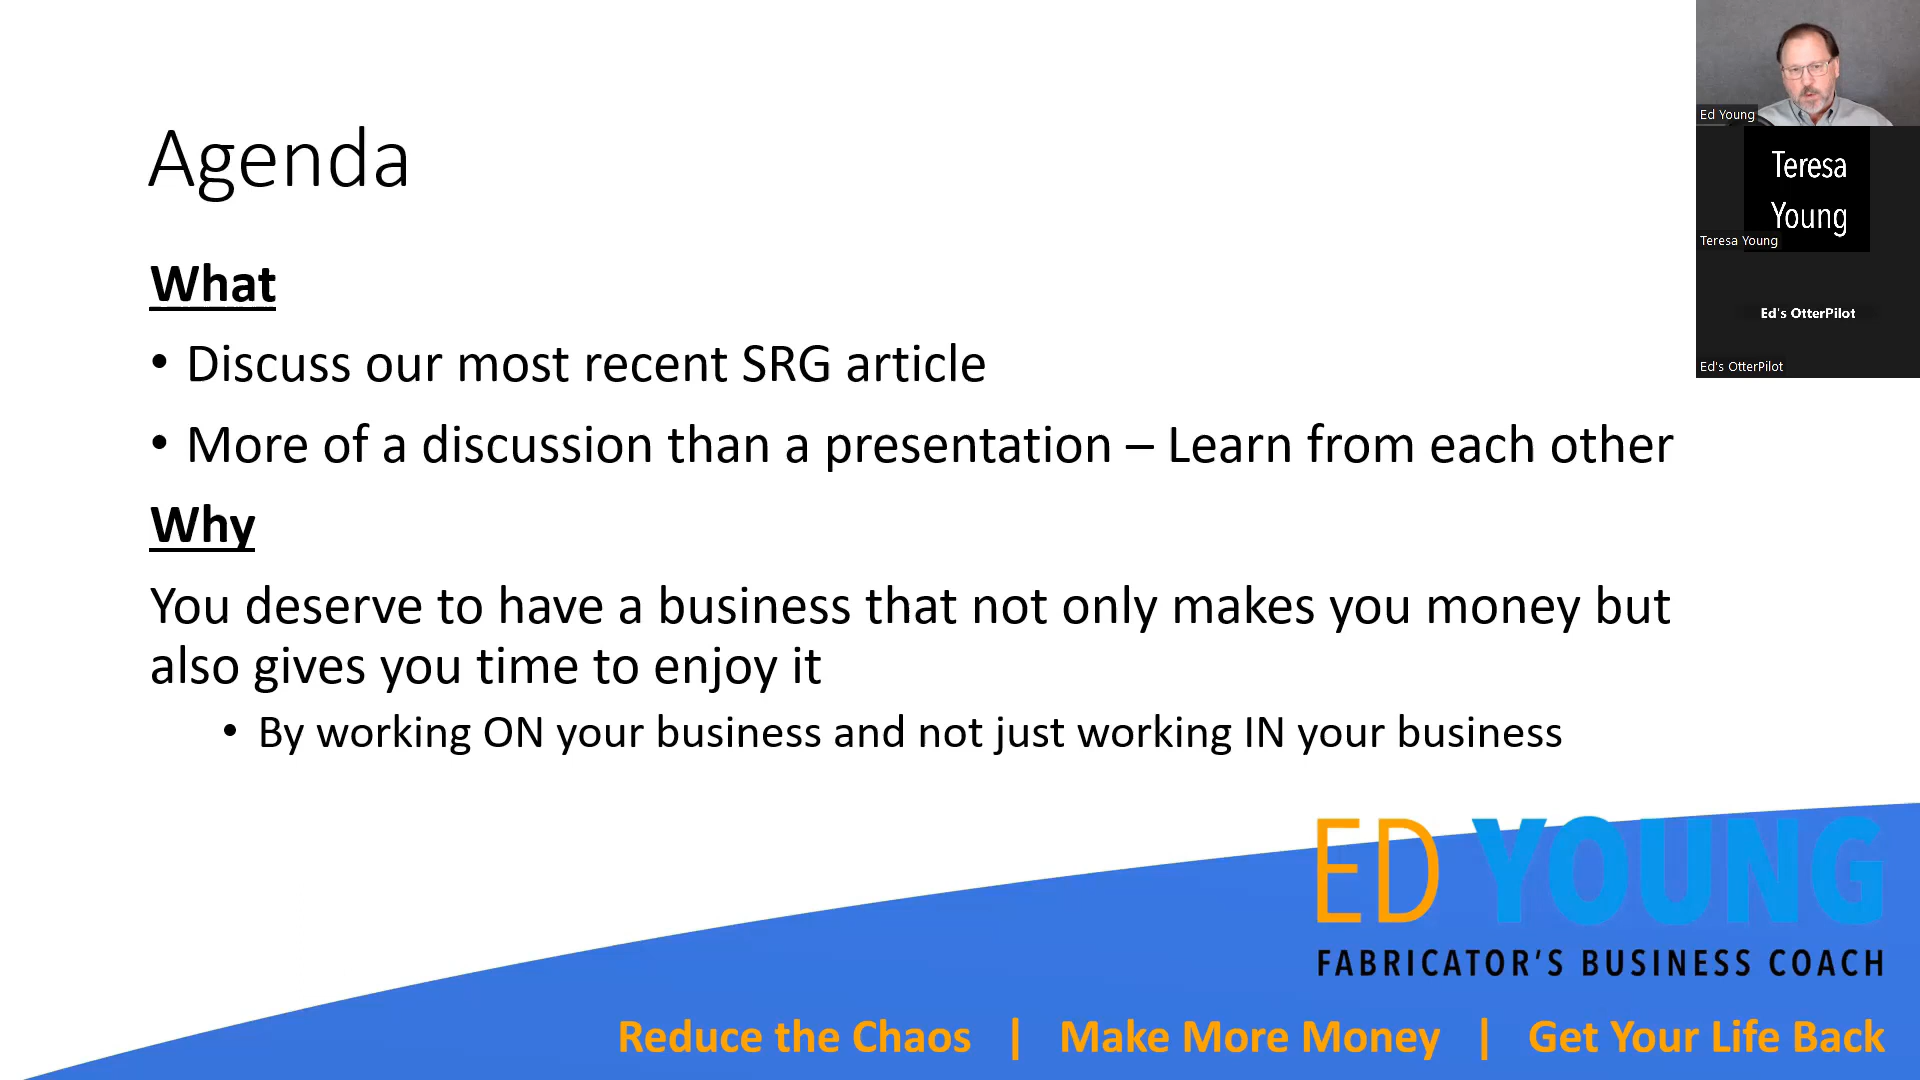 Agenda
What
• Discuss our most recent SRG article
• More of a discussion than a presentation – Learn from each other
Why
You deserve to have a business that not only makes you money but
also gives you time to enjoy it
• By working ON your business and not just working IN your business
ED YOUNG
FABRICATOR'S BUSINESS COACH
Reduce the Chaos | Make More Money | Get Your Life Back
Ed Young
Teresa
Young
Teresa Young
Ed's OtterPilot
Ed's OtterPilot